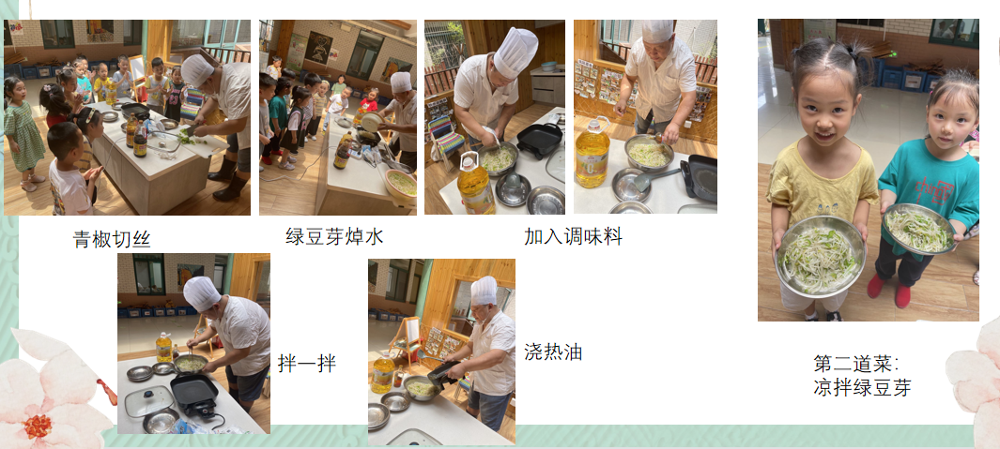 青椒切丝
绿豆芽焯水
加入调味料
拌一拌
浇热油
第二道菜：
凉拌绿豆芽